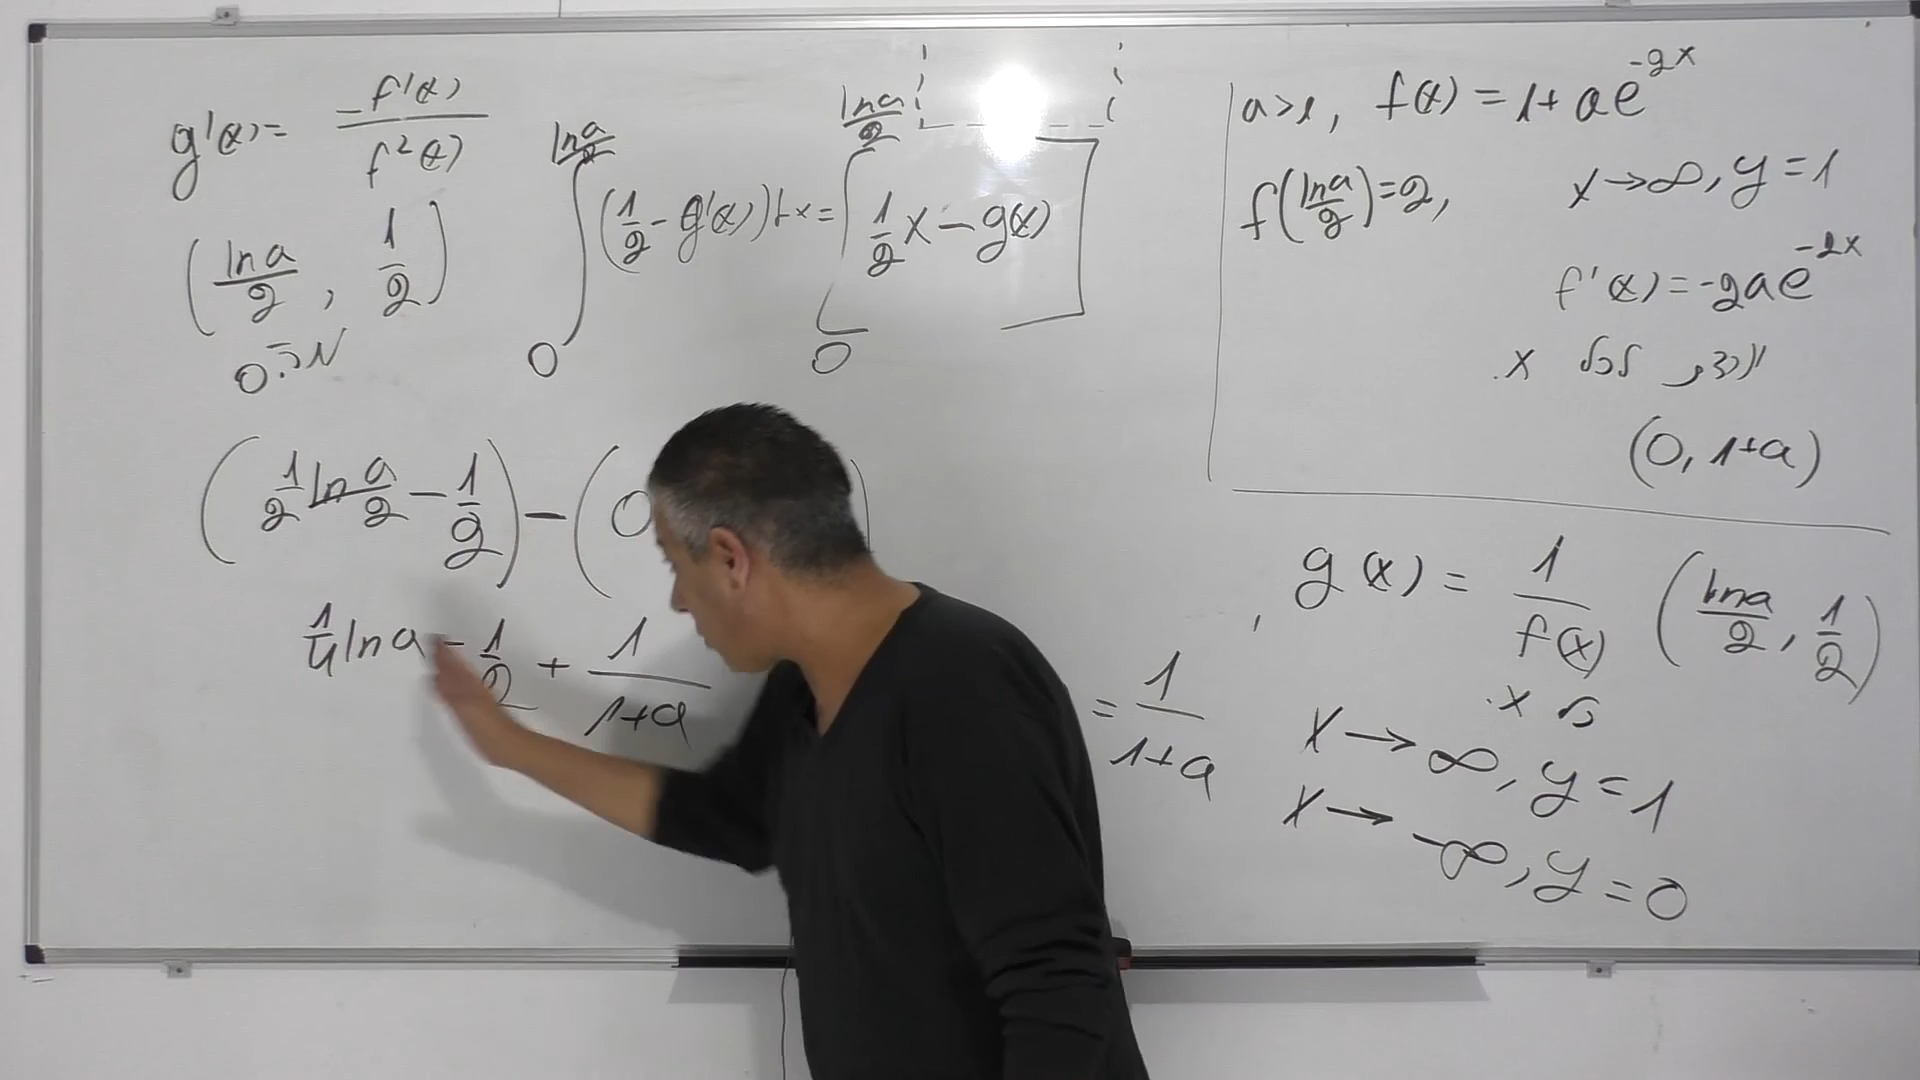 g'(x) = -f'(x) / f²(x)
(ln a / 2, 1/2)
∫₀^(ln a / 2) (1/2 - g'(x)) dx = [1/2 x - g(x)]₀^(ln a / 2)
(1/2 ln a / 2 - 1/2) - (0
1/4 ln a - 1/2 + 1/(1+a)
= 1/(1+a)
a>1, f(x) = 1 + ae^(-2x)
f(ln a / 2) = 2, x → ∞, y = 1
f'(x) = -2ae^(-2x)
לכל x.
(0, 1+a)
, g(x) = 1/f(x) (ln a / 2, 1/2)
כל x.
x → ∞, y = 1
x → -∞, y = 0